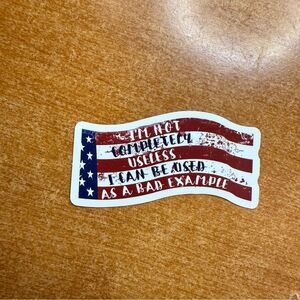 I'M NOT
COMPLETELY
USELESS
I CAN BE USED
AS A BAD EXAMPLE